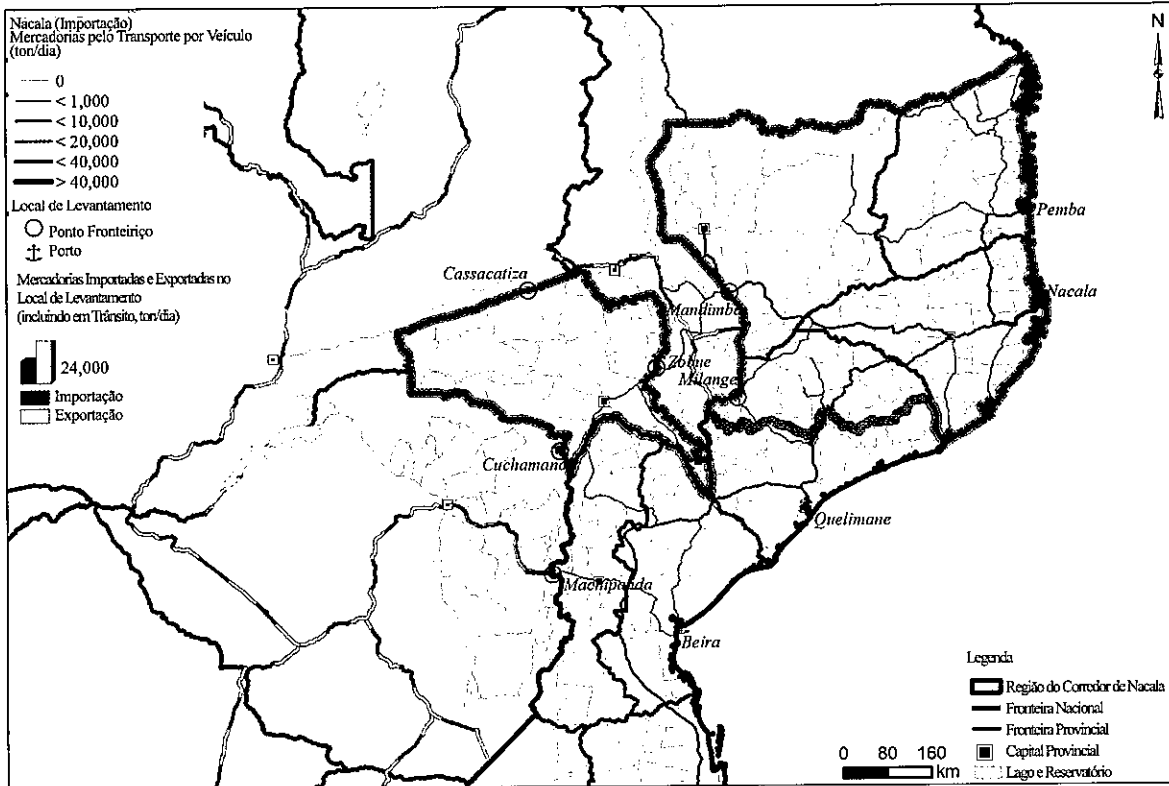 Nacala (Importação)
Mercadorias pelo Transporte por Veículo
(ton/dia)
0
< 1,000
< 10,000
< 20,000
< 40,000
> 40,000
Local de Levantamento
Ponto Fronteiriço
Porto
Mercadorias Importadas e Exportadas no
Local de Levantamento
(incluindo em Trânsito, ton/dia)
24,000
Importação
Exportação
N
Pemba
Cassacatiza
Nacala
Mandimba
Zobue
Milange
Cuchamano
Quelimane
Machipanda
Beira
Legenda
Região do Corredor de Nacala
Fronteira Nacional
Fronteira Provincial
Capital Provincial
Lago e Reservatório
0 80 160
km